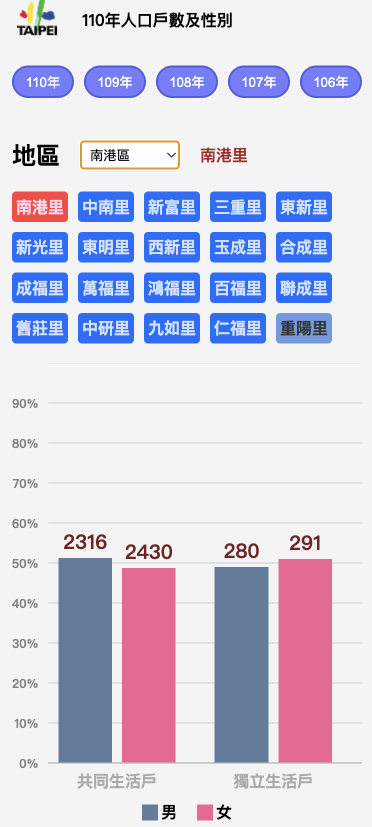 TAIPEI
110年人口戶數及性別
110年 109年 108年 107年 106年
地區 南港區 南港里
南港里 中南里 新富里 三重里 東新里
新光里 東明里 西新里 玉成里 合成里
成福里 萬福里 鴻福里 百福里 聯成里
舊莊里 中研里 九如里 仁福里 重陽里
90%
80%
70%
60%
2316 2430 280 291
50%
40%
30%
20%
10%
0%
共同生活戶 獨立生活戶
男 女